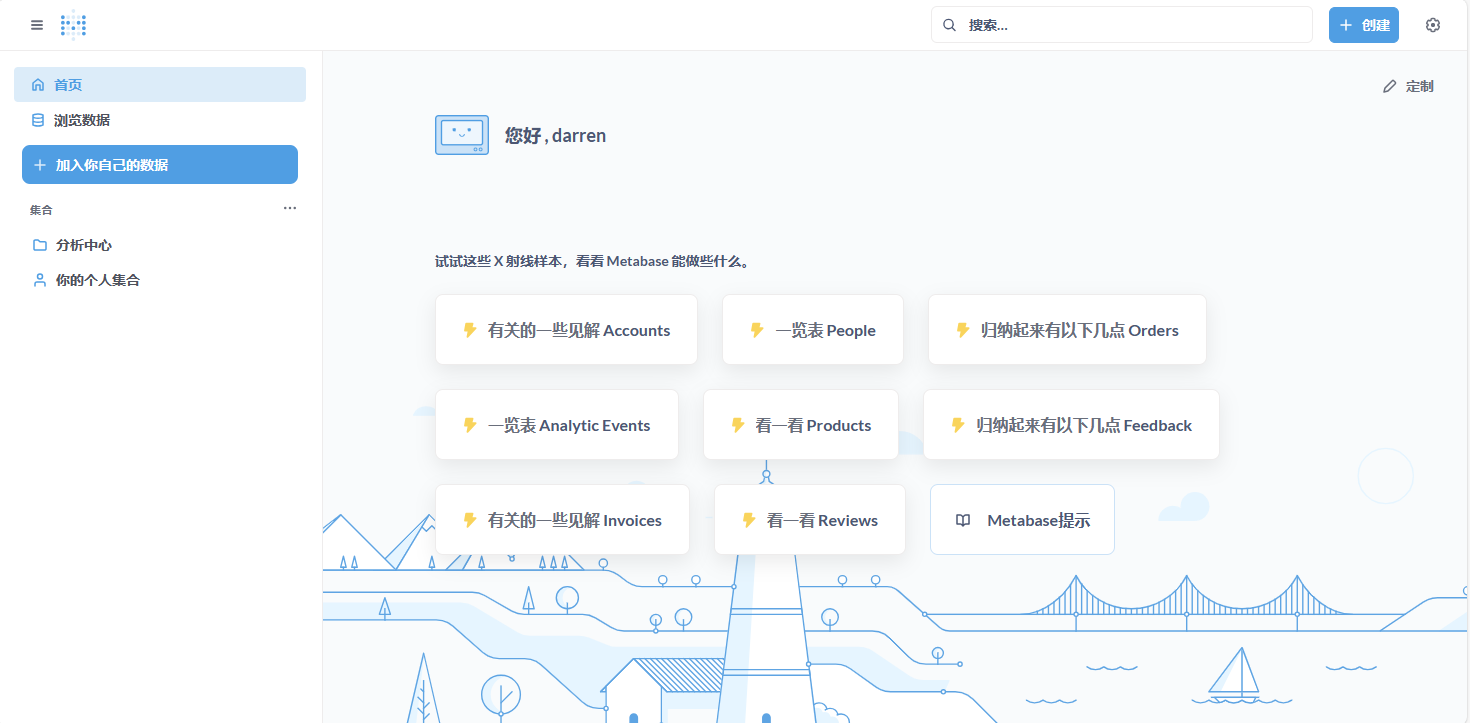 搜索...
创建
首页
浏览数据
加入你自己的数据
集合
分析中心
你的个人集合
定制
您好 , darren
试试这些 X 射线样本，看看 Metabase 能做些什么。
有关的一些见解 Accounts
一览表 People
归纳起来有以下几点 Orders
一览表 Analytic Events
看一看 Products
归纳起来有以下几点 Feedback
有关的一些见解 Invoices
看一看 Reviews
Metabase提示